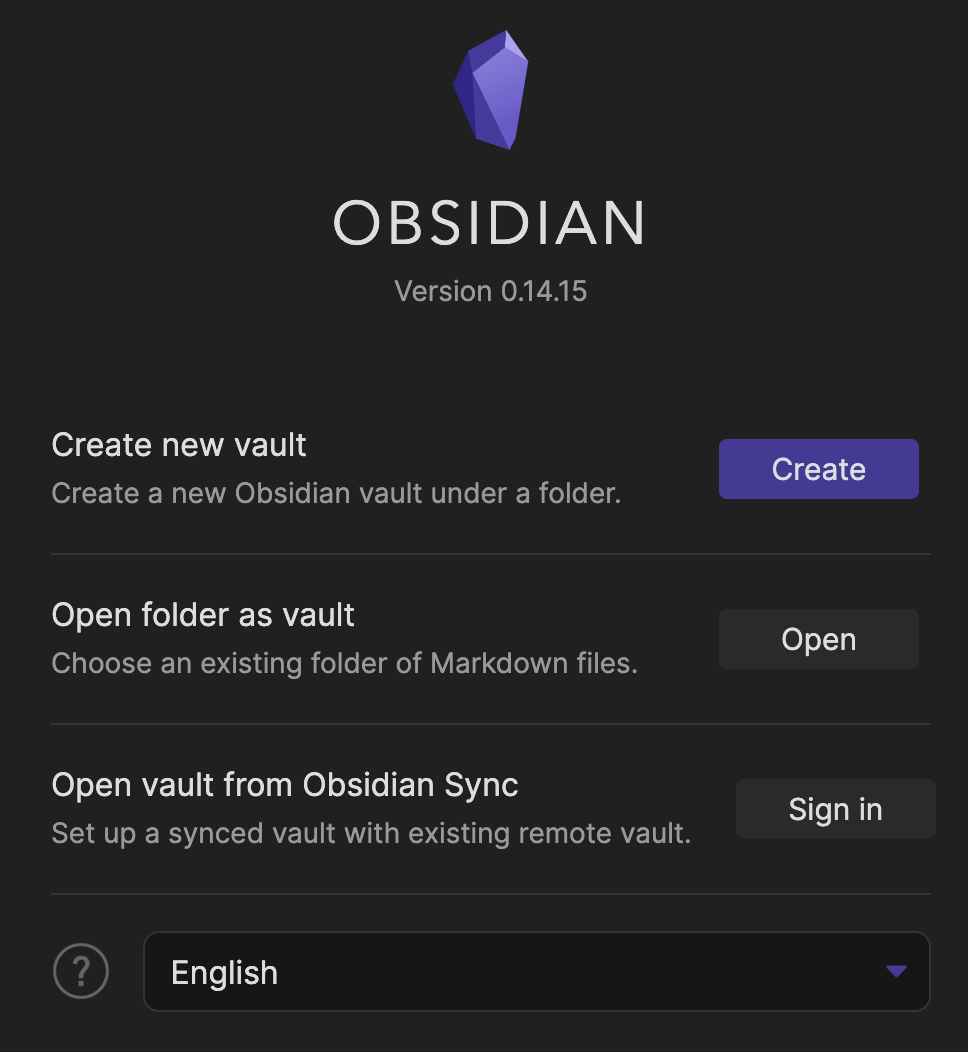 OBSIDIAN
Version 0.14.15
Create new vault
Create a new Obsidian vault under a folder.
Create
Open folder as vault
Choose an existing folder of Markdown files.
Open
Open vault from Obsidian Sync
Set up a synced vault with existing remote vault.
Sign in
?
English